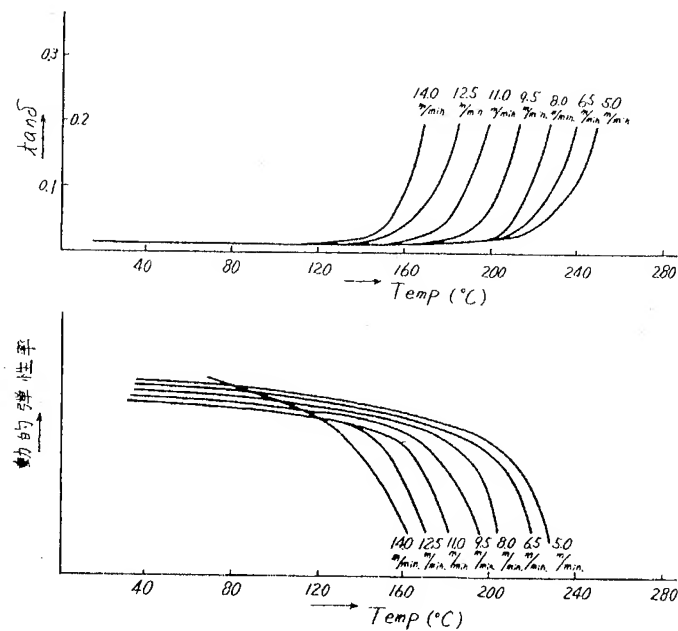 tanδ
0.3
0.2
0.1
14.0 12.5 11.0 9.5 8.0 6.5 5.0
m/min m/min m/min m/min. m/min. m/min m/min
40 80 120 160 200 240 280
Temp (°C)
動的弾性率
14.0 12.5 11.0 9.5 8.0 6.5 5.0
m/min. m/min. m/min m/min. m/min. m/min. m/min.
40 80 120 160 200 240 280
Temp (°C)